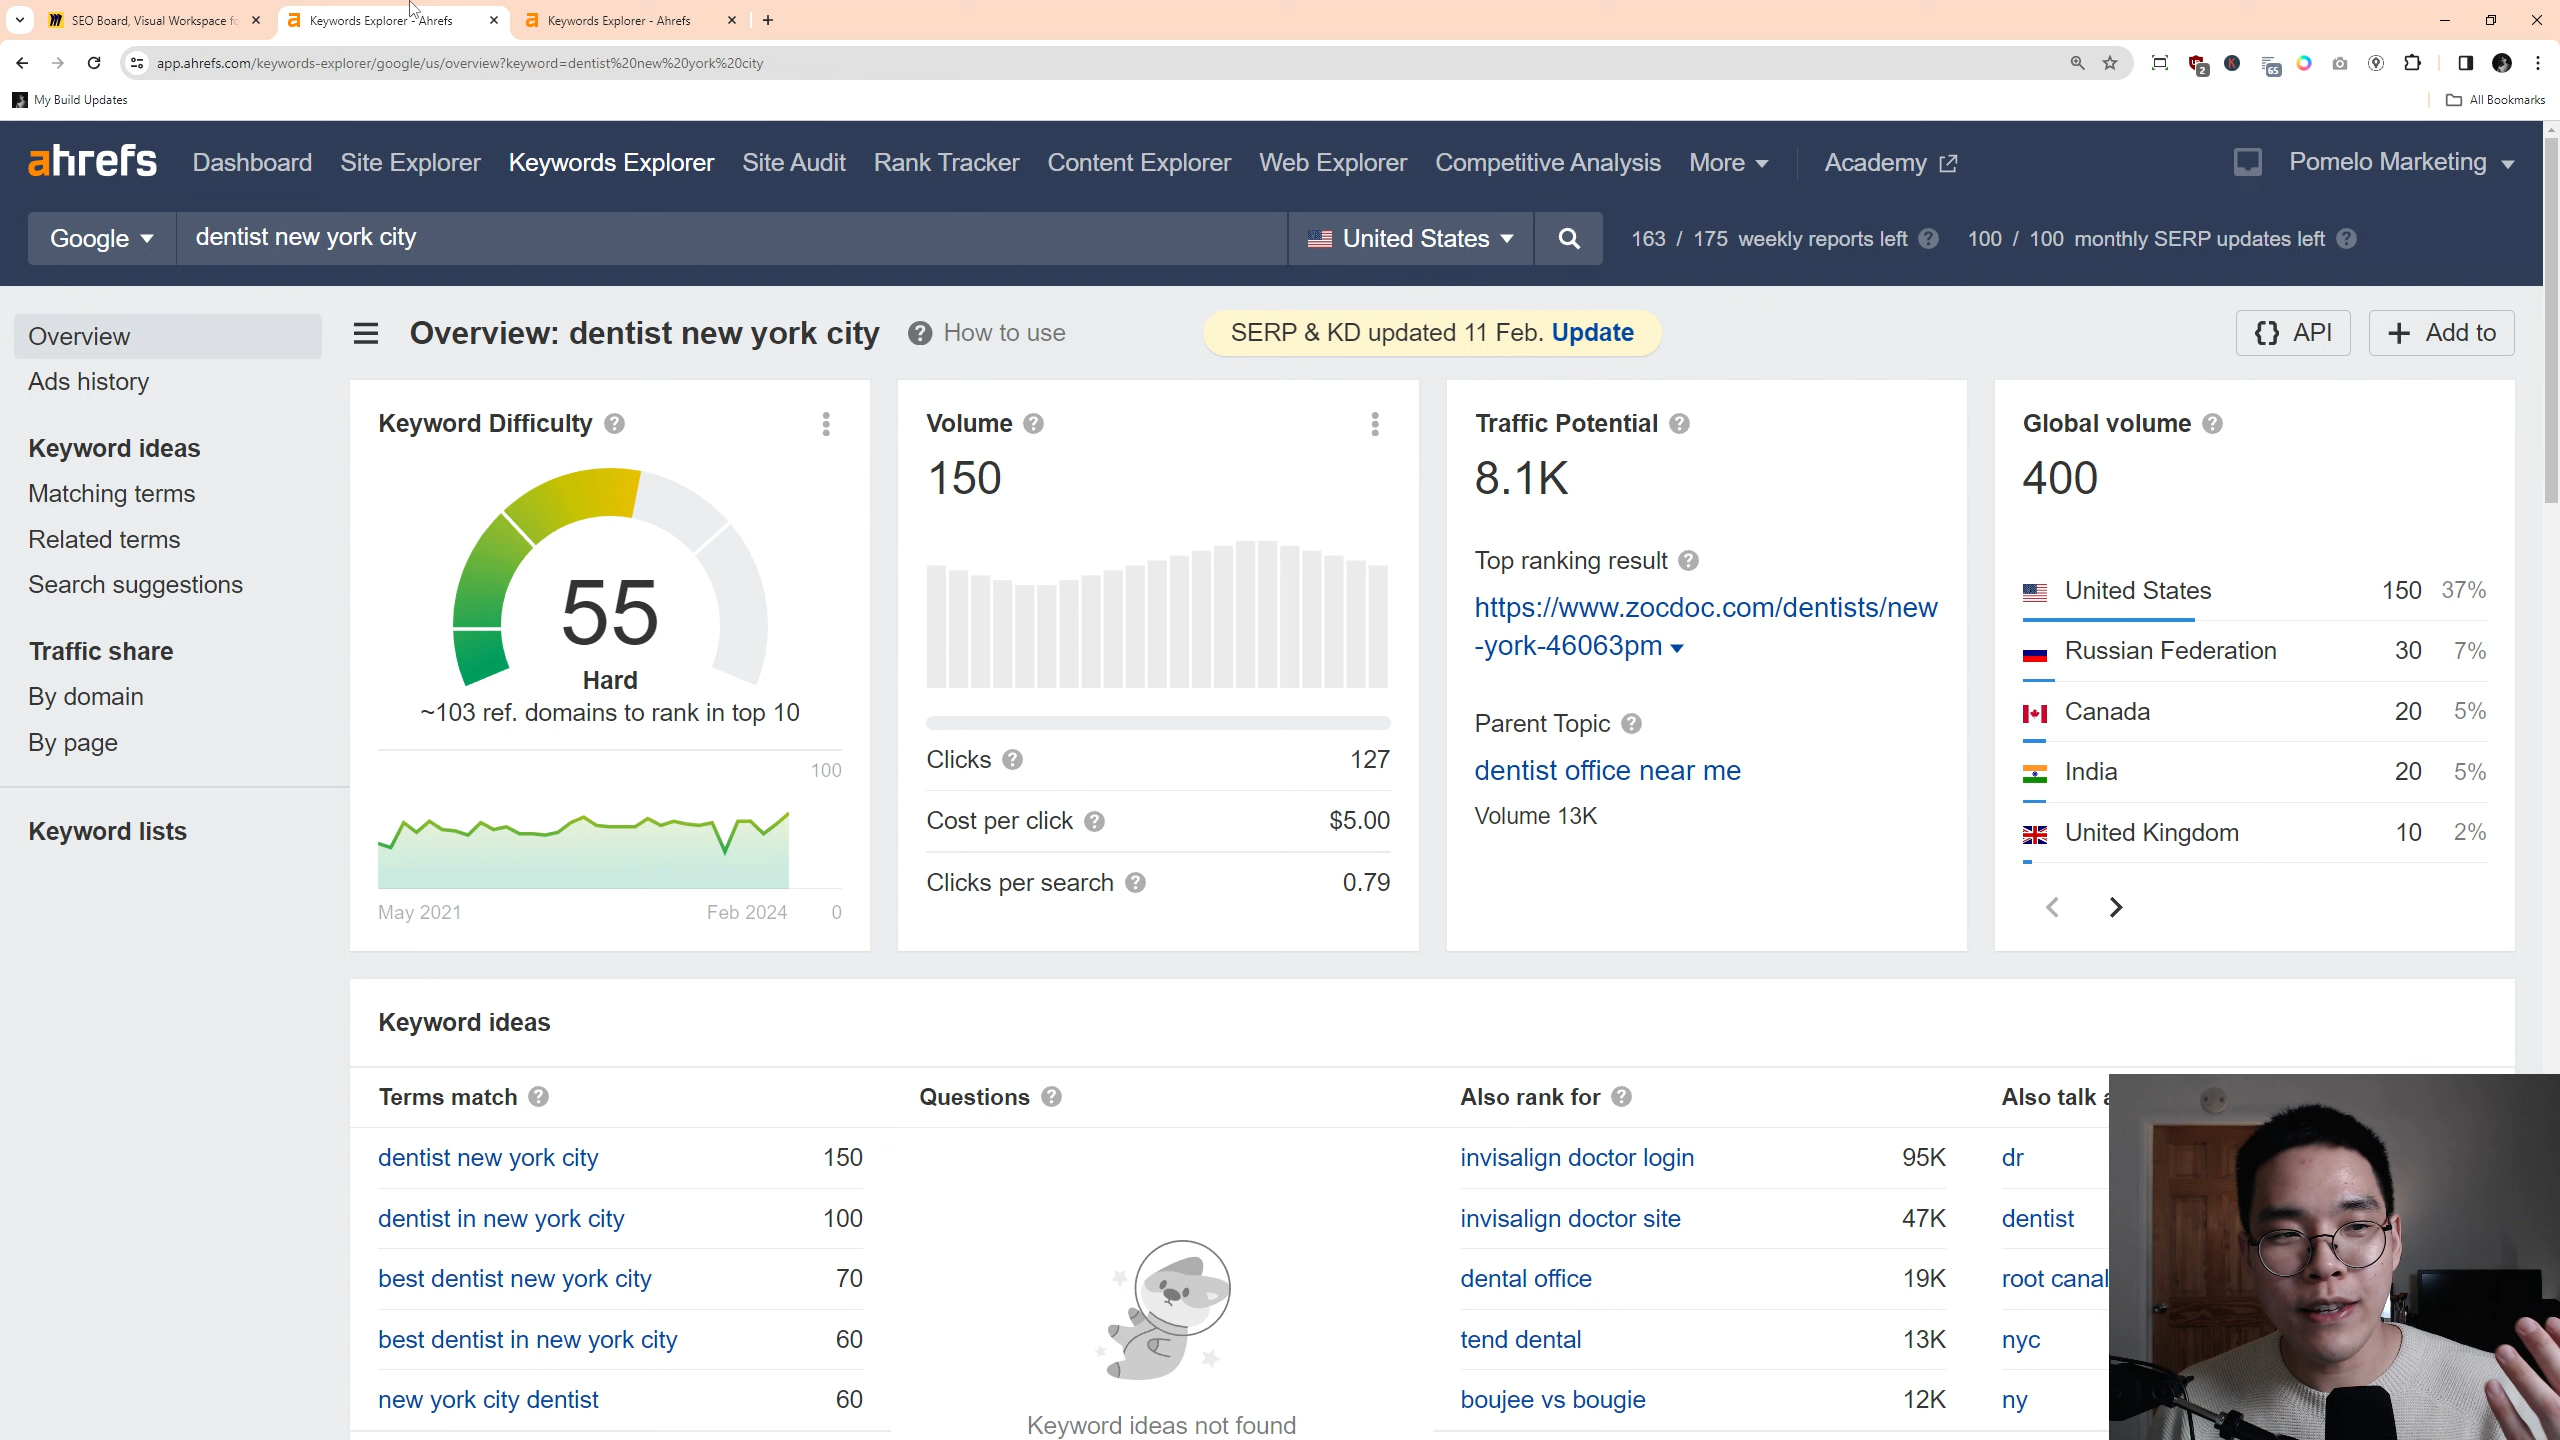 SEO Board, Visual Workspace fo
Keywords Explorer - Ahrefs
Keywords Explorer - Ahrefs
app.ahrefs.com/keywords-explorer/google/us/overview?keyword=dentist%20new%20york%20city
2
K
65
My Build Updates
All Bookmarks
ahrefs
Dashboard
Site Explorer
Keywords Explorer
Site Audit
Rank Tracker
Content Explorer
Web Explorer
Competitive Analysis
More
Academy
Pomelo Marketing
Google
dentist new york city
United States
163 / 175 weekly reports left
100 / 100 monthly SERP updates left
Overview
Ads history
Keyword ideas
Matching terms
Related terms
Search suggestions
Traffic share
By domain
By page
Keyword lists
Overview: dentist new york city
How to use
SERP & KD updated 11 Feb. Update
API
Add to
Keyword Difficulty
55
Hard
~103 ref. domains to rank in top 10
100
May 2021
Feb 2024
0
Volume
150
Clicks 127
Cost per click $5.00
Clicks per search 0.79
Traffic Potential
8.1K
Top ranking result
https://www.zocdoc.com/dentists/new
-york-46063pm
Parent Topic
dentist office near me
Volume 13K
Global volume
400
United States 150 37%
Russian Federation 30 7%
Canada 20 5%
India 20 5%
United Kingdom 10 2%
Keyword ideas
Terms match
dentist new york city 150
dentist in new york city 100
best dentist new york city 70
best dentist in new york city 60
new york city dentist 60
Questions
Keyword ideas not found
Also rank for
invisalign doctor login 95K
invisalign doctor site 47K
dental office 19K
tend dental 13K
boujee vs bougie 12K
Also talk a
dr
dentist
root canal
nyc
ny